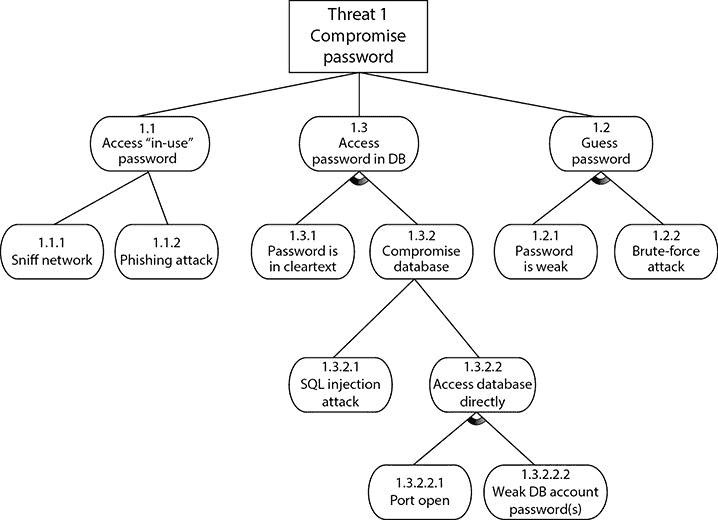 Threat 1
Compromise
password
1.1
Access “in-use”
password
1.3
Access
password in DB
1.2
Guess
password
1.1.1
Sniff network
1.1.2
Phishing attack
1.3.1
Password is
in cleartext
1.3.2
Compromise
database
1.2.1
Password
is weak
1.2.2
Brute-force
attack
1.3.2.1
SQL injection
attack
1.3.2.2
Access database
directly
1.3.2.2.1
Port open
1.3.2.2.2
Weak DB account
password(s)